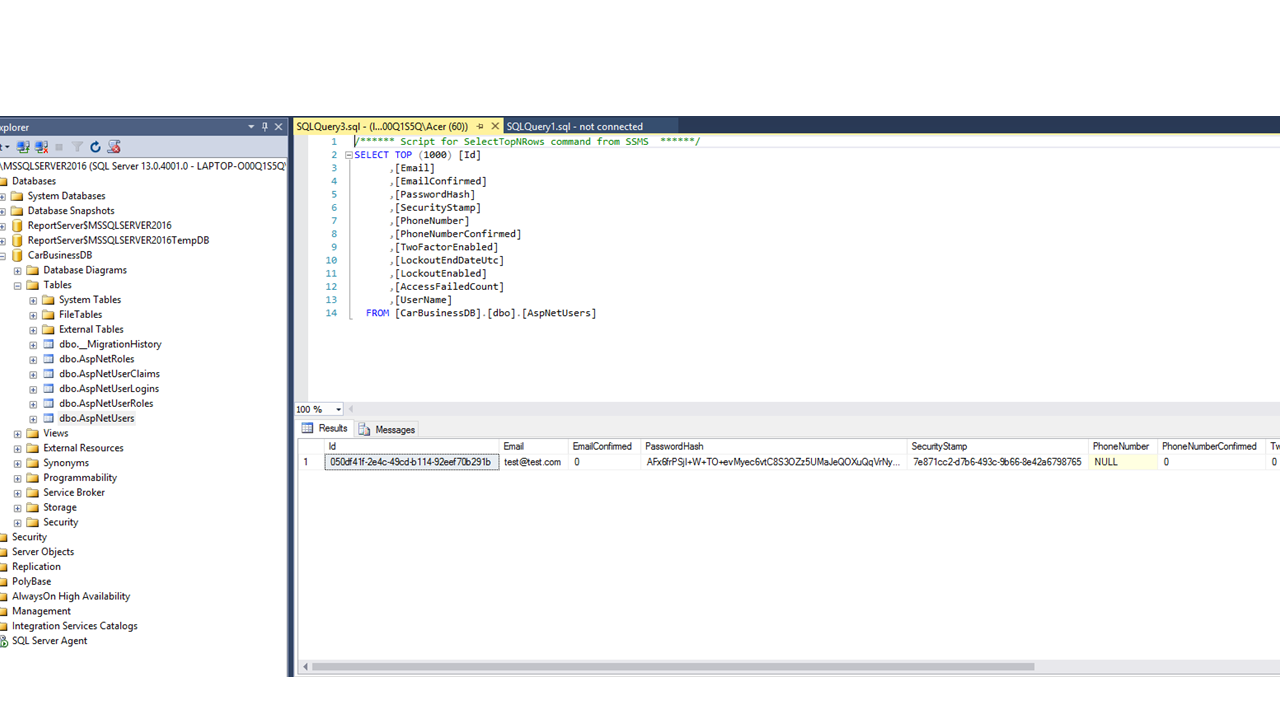 xplorer
SQLQuery3.sql - (l...00Q1S5Q\Acer (60))
SQLQuery1.sql - not connected
\MSSQLSERVER2016 (SQL Server 13.0.4001.0 - LAPTOP-O00Q1S5Q\
Databases
System Databases
Database Snapshots
ReportServer$MSSQLSERVER2016
ReportServer$MSSQLSERVER2016TempDB
CarBusinessDB
Database Diagrams
Tables
System Tables
FileTables
External Tables
dbo.__MigrationHistory
dbo.AspNetRoles
dbo.AspNetUserClaims
dbo.AspNetUserLogins
dbo.AspNetUserRoles
dbo.AspNetUsers
Views
External Resources
Synonyms
Programmability
Service Broker
Storage
Security
Security
Server Objects
Replication
PolyBase
AlwaysOn High Availability
Management
Integration Services Catalogs
SQL Server Agent
1 /****** Script for SelectTopNRows command from SSMS  ******/
2 SELECT TOP (1000) [Id]
3 ,[Email]
4 ,[EmailConfirmed]
5 ,[PasswordHash]
6 ,[SecurityStamp]
7 ,[PhoneNumber]
8 ,[PhoneNumberConfirmed]
9 ,[TwoFactorEnabled]
10 ,[LockoutEndDateUtc]
11 ,[LockoutEnabled]
12 ,[AccessFailedCount]
13 ,[UserName]
14 FROM [CarBusinessDB].[dbo].[AspNetUsers]
100 %
Results Messages
Id Email EmailConfirmed PasswordHash SecurityStamp PhoneNumber PhoneNumberConfirmed Tw
1 050df41f-2e4c-49cd-b114-92eef70b291b test@test.com 0 AFx6frPSjI+W+TO+evMyec6vtC8S3OZz5UMaJeQOXuQqVrNy... 7e871cc2-d7b6-493c-9b66-8e42a6798765 NULL 0 0